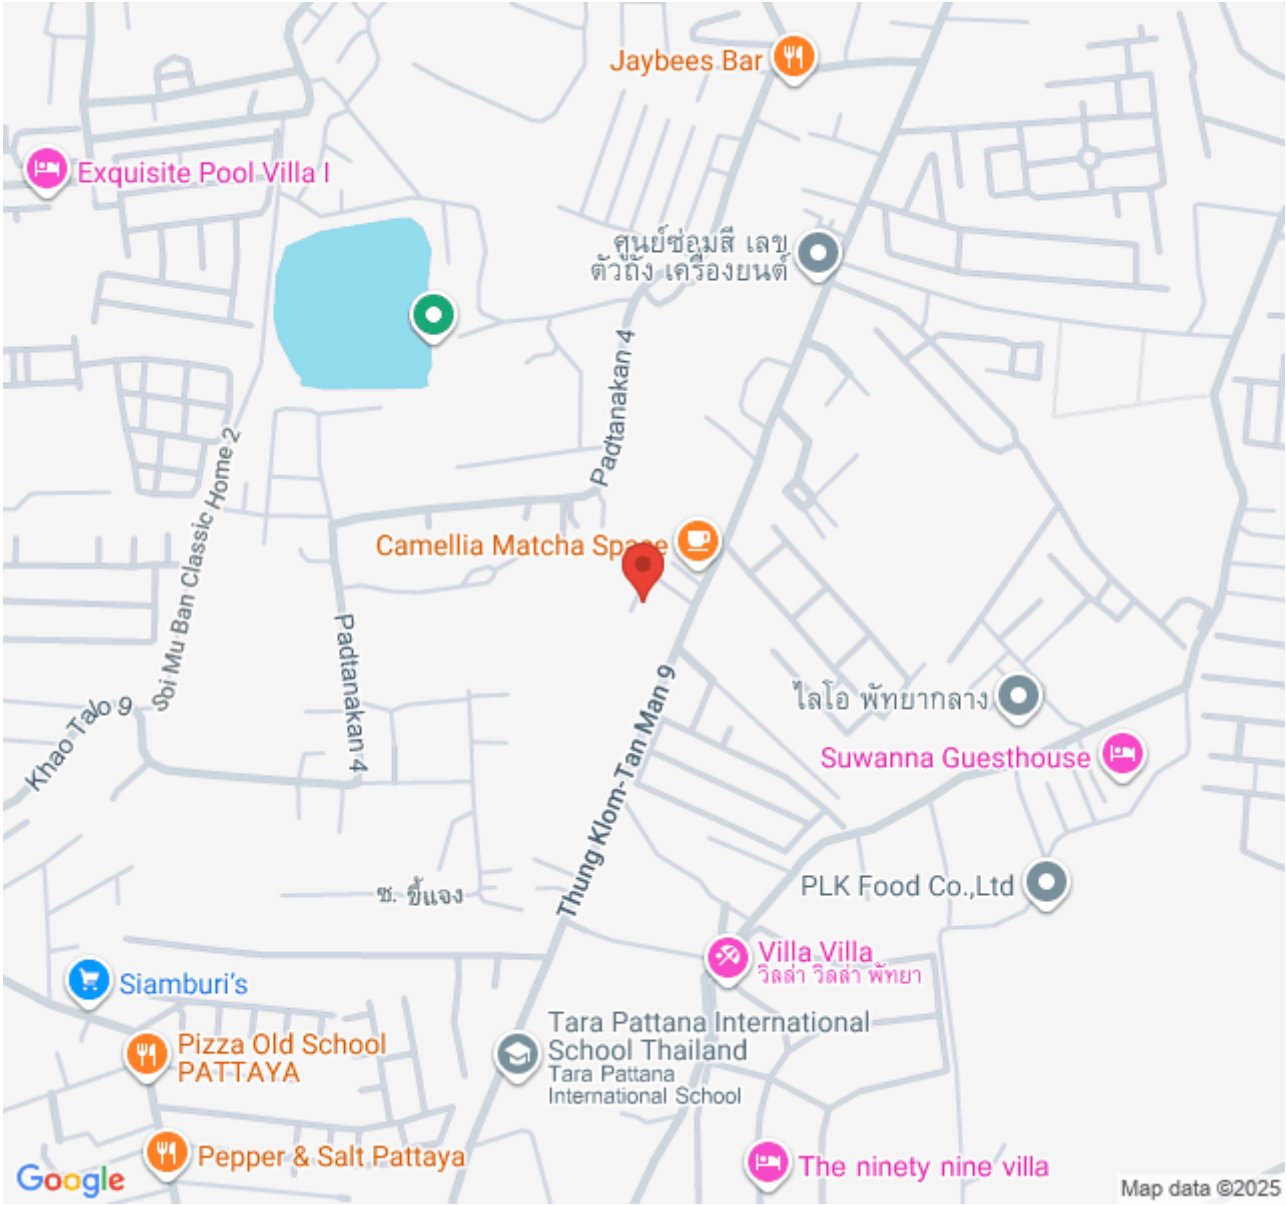 Jaybees Bar
Exquisite Pool Villa I
ศูนย์ซ่อมสี เลข
ตัวถัง เครื่องยนต์
Padtanakan 4
Soi Mu Ban Classic Home 2
Camellia Matcha Space
Padtanakan 4
Khao Talo 9
Thung Klom-Tan Man 9
ไลโอ พัทยากลาง
Suwanna Guesthouse
PLK Food Co.,Ltd
ซ. ขี้แจง
Villa Villa
วิลล่า วิลล่า พัทยา
Siamburi's
Tara Pattana International
School Thailand
Tara Pattana
International School
Pizza Old School
PATTAYA
Pepper & Salt Pattaya
The ninety nine villa
Google
Map data ©2025